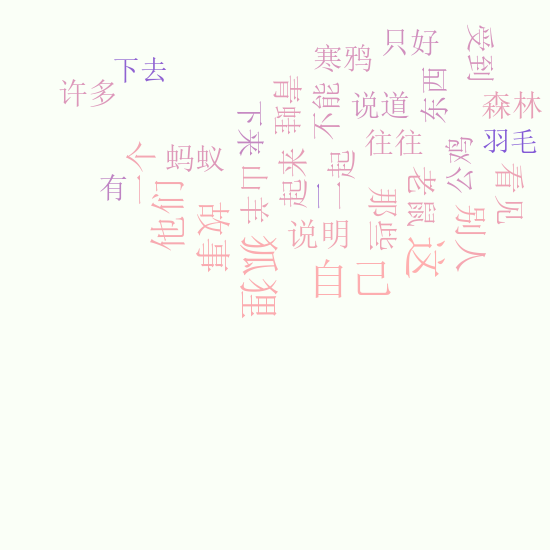 受到
只好
寒鸦
下去
许多
东西
青蛙
不能
说道
森林
下来
往往
羽毛
公鸡
一个
蚂蚁
起来
一起
看见
有
山羊
老鼠
一
那些
他们
故事
说明
别人
狐狸
这
自己